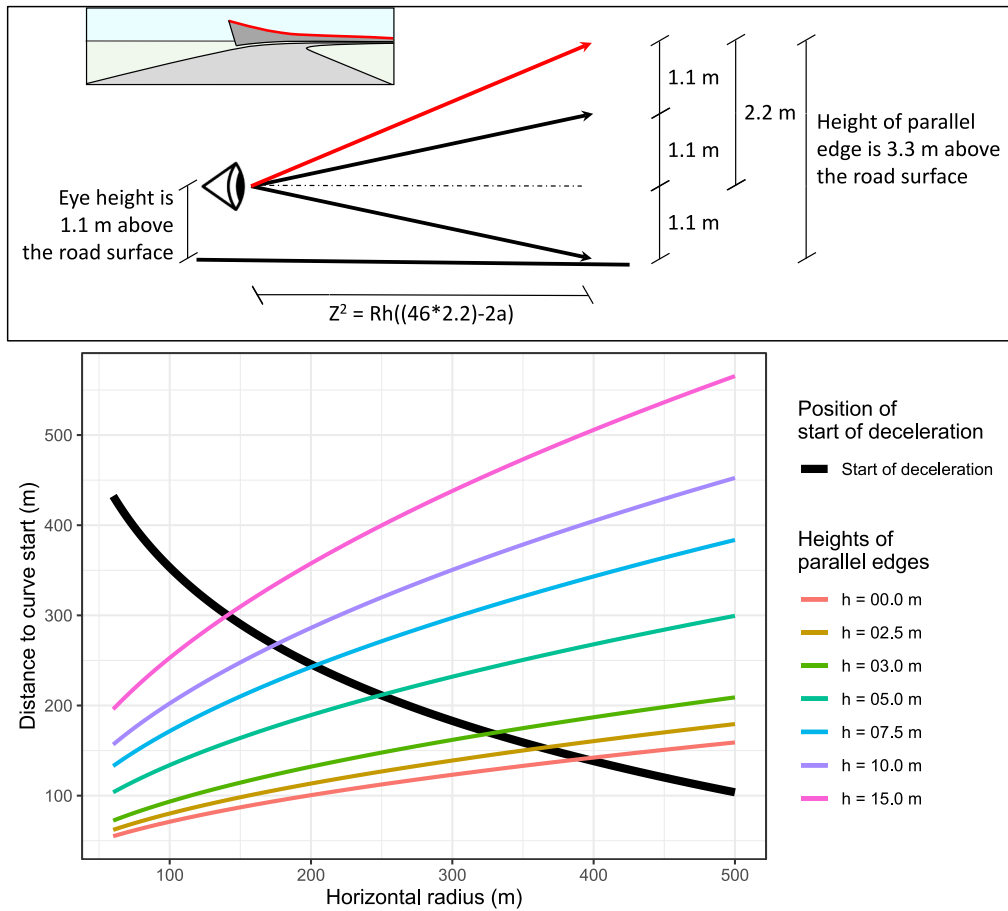 1.1 m
2.2 m
1.1 m
1.1 m
Height of parallel
edge is 3.3 m above
the road surface
Eye height is
1.1 m above
the road surface
Z² = Rh((46*2.2)-2a)
500
400
300
200
100
Distance to curve start (m)
100
200
300
400
500
Horizontal radius (m)
Position of
start of deceleration
Start of deceleration
Heights of
parallel edges
h = 00.0 m
h = 02.5 m
h = 03.0 m
h = 05.0 m
h = 07.5 m
h = 10.0 m
h = 15.0 m